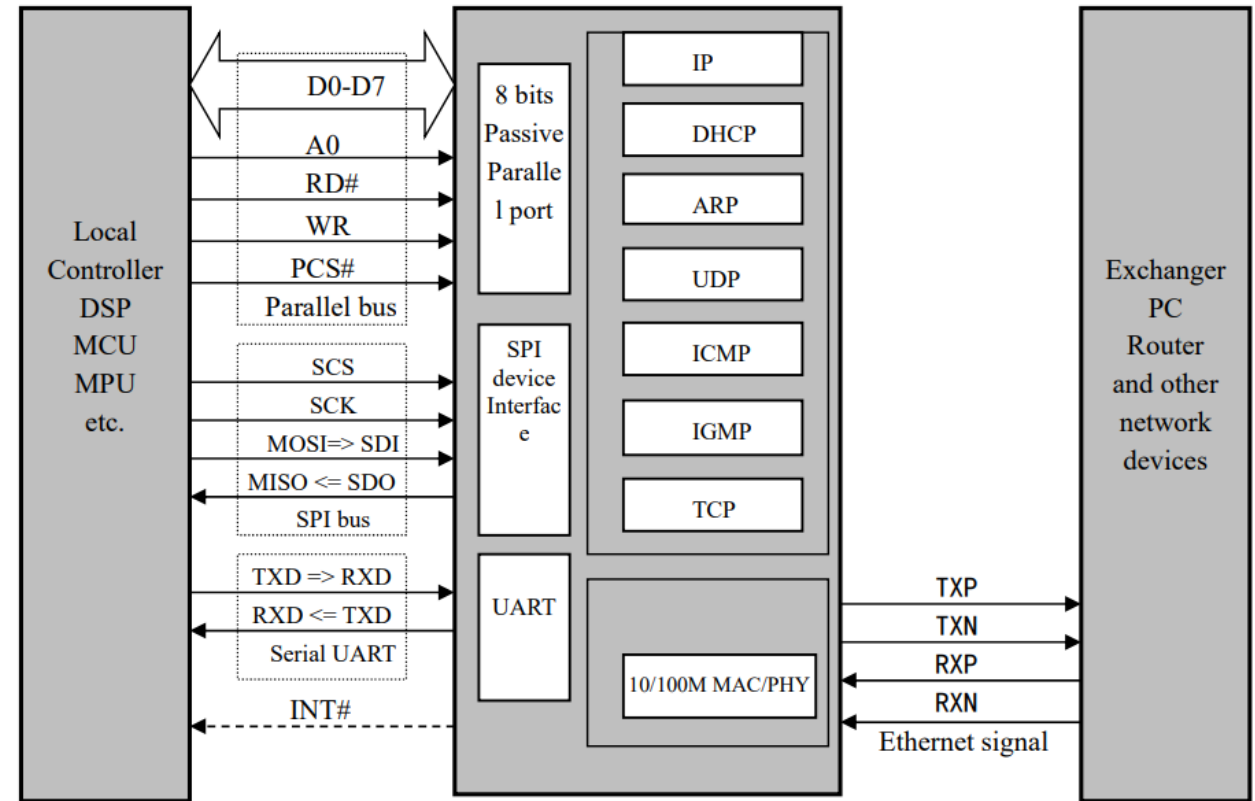 Local
Controller
DSP
MCU
MPU
etc.
D0-D7
A0
RD#
WR
PCS#
Parallel bus
SCS
SCK
MOSI=> SDI
MISO <= SDO
SPI bus
TXD => RXD
RXD <= TXD
Serial UART
INT#
8 bits
Passive
Paralle
l port
SPI
device
Interfac
e
UART
IP
DHCP
ARP
UDP
ICMP
IGMP
TCP
10/100M MAC/PHY
TXP
TXN
RXP
RXN
Ethernet signal
Exchanger
PC
Router
and other
network
devices